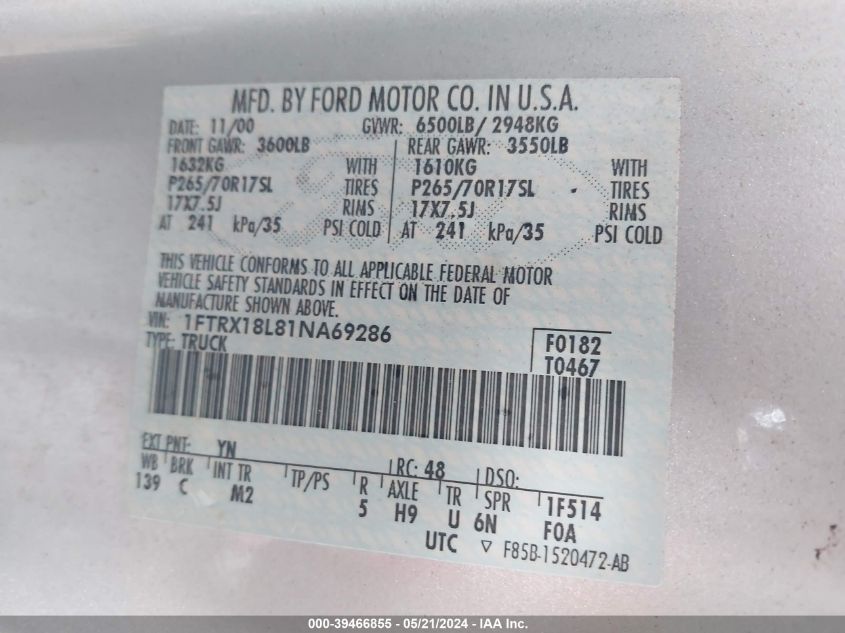 MFD. BY FORD MOTOR CO. IN U.S.A.
DATE: 11/00 GVWR: 6500LB/ 2948KG
FRONT GAWR: 3600LB REAR GAWR: 3550LB
1632KG WITH 1610KG WITH
P265/70R17SL TIRES P265/70R17SL TIRES
17X7.5J RIMS 17X7.5J RIMS
AT 241 kPa/35 PSI COLD AT 241 kPa/35 PSI COLD
THIS VEHICLE CONFORMS TO ALL APPLICABLE FEDERAL MOTOR
VEHICLE SAFETY STANDARDS IN EFFECT ON THE DATE OF
MANUFACTURE SHOWN ABOVE.
VIN: 1FTRX18L81NA69286
TYPE: TRUCK
F0182
T0467
EXT PNT: YN RC: 48 DSO:
WB BRK INT TR TP/PS R AXLE TR SPR 1F514
139 C M2 5 H9 U 6N F0A
UTC ▽ F85B-1520472-AB
000-39466855 - 05/21/2024 - IAA Inc.